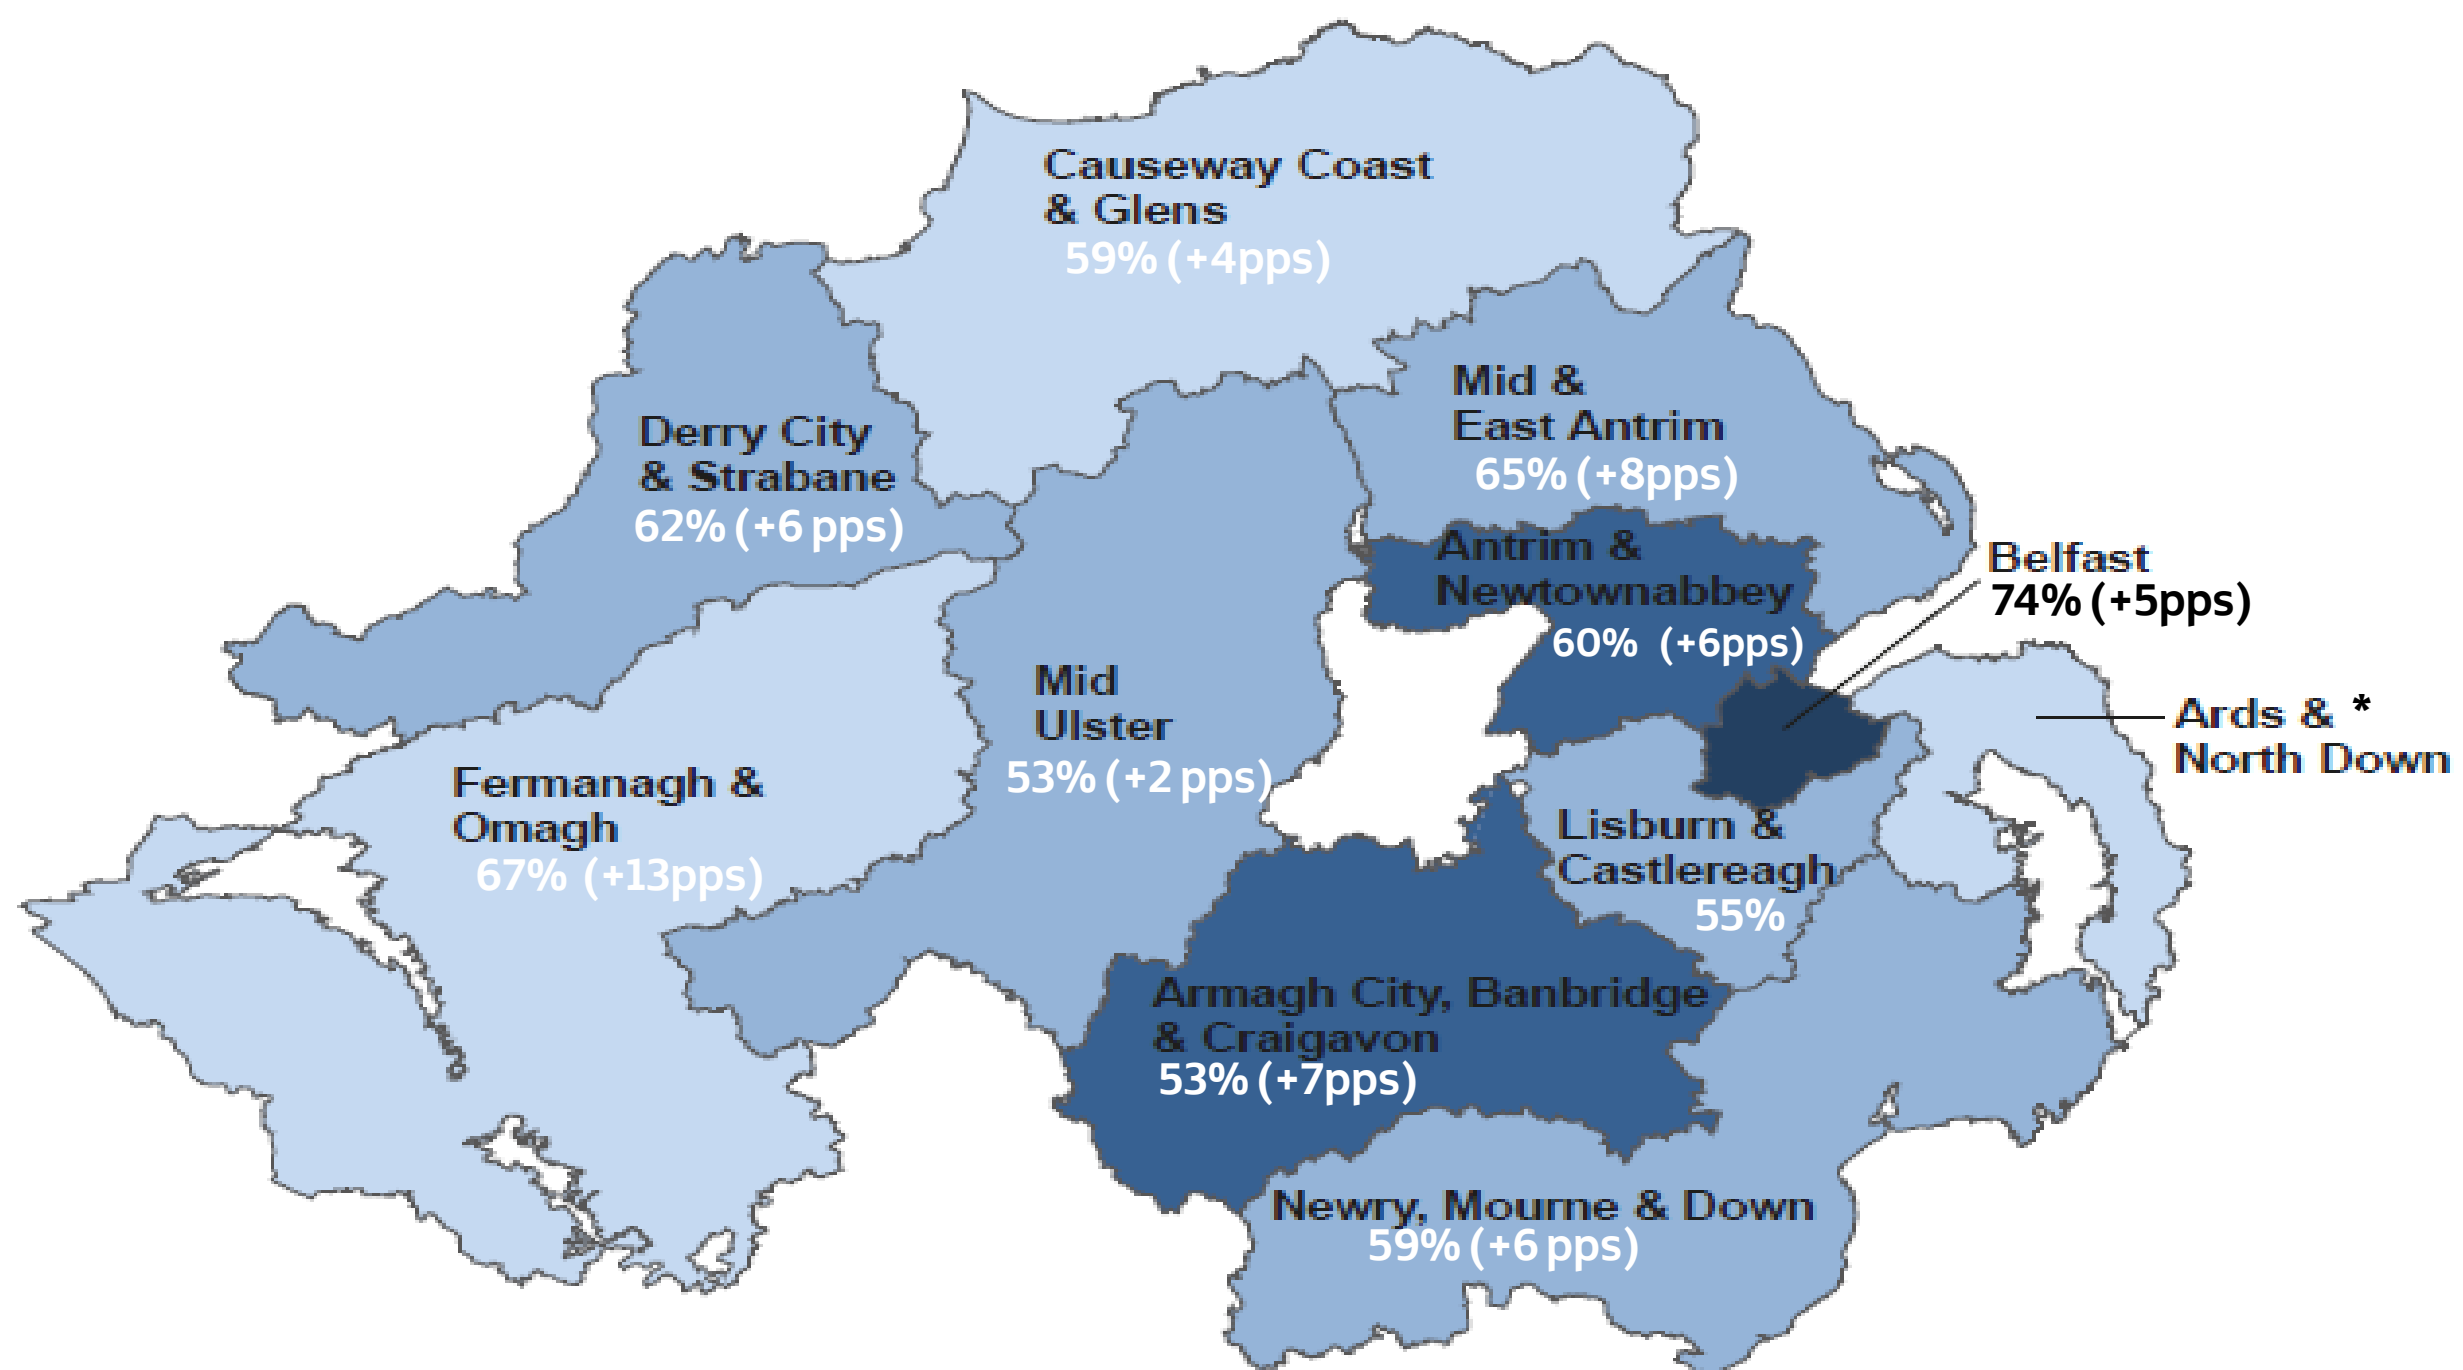 Causeway Coast
& Glens
59% (+4pps)
Mid &
East Antrim
65% (+8pps)
Derry City
& Strabane
62% (+6 pps)
Antrim &
Newtownabbey
60% (+6pps)
Belfast
74% (+5pps)
Ards & *
North Down
Mid
Ulster
53% (+2 pps)
Fermanagh &
Omagh
67% (+13pps)
Lisburn &
Castlereagh
55%
Armagh City, Banbridge
& Craigavon
53% (+7pps)
Newry, Mourne & Down
59% (+6 pps)